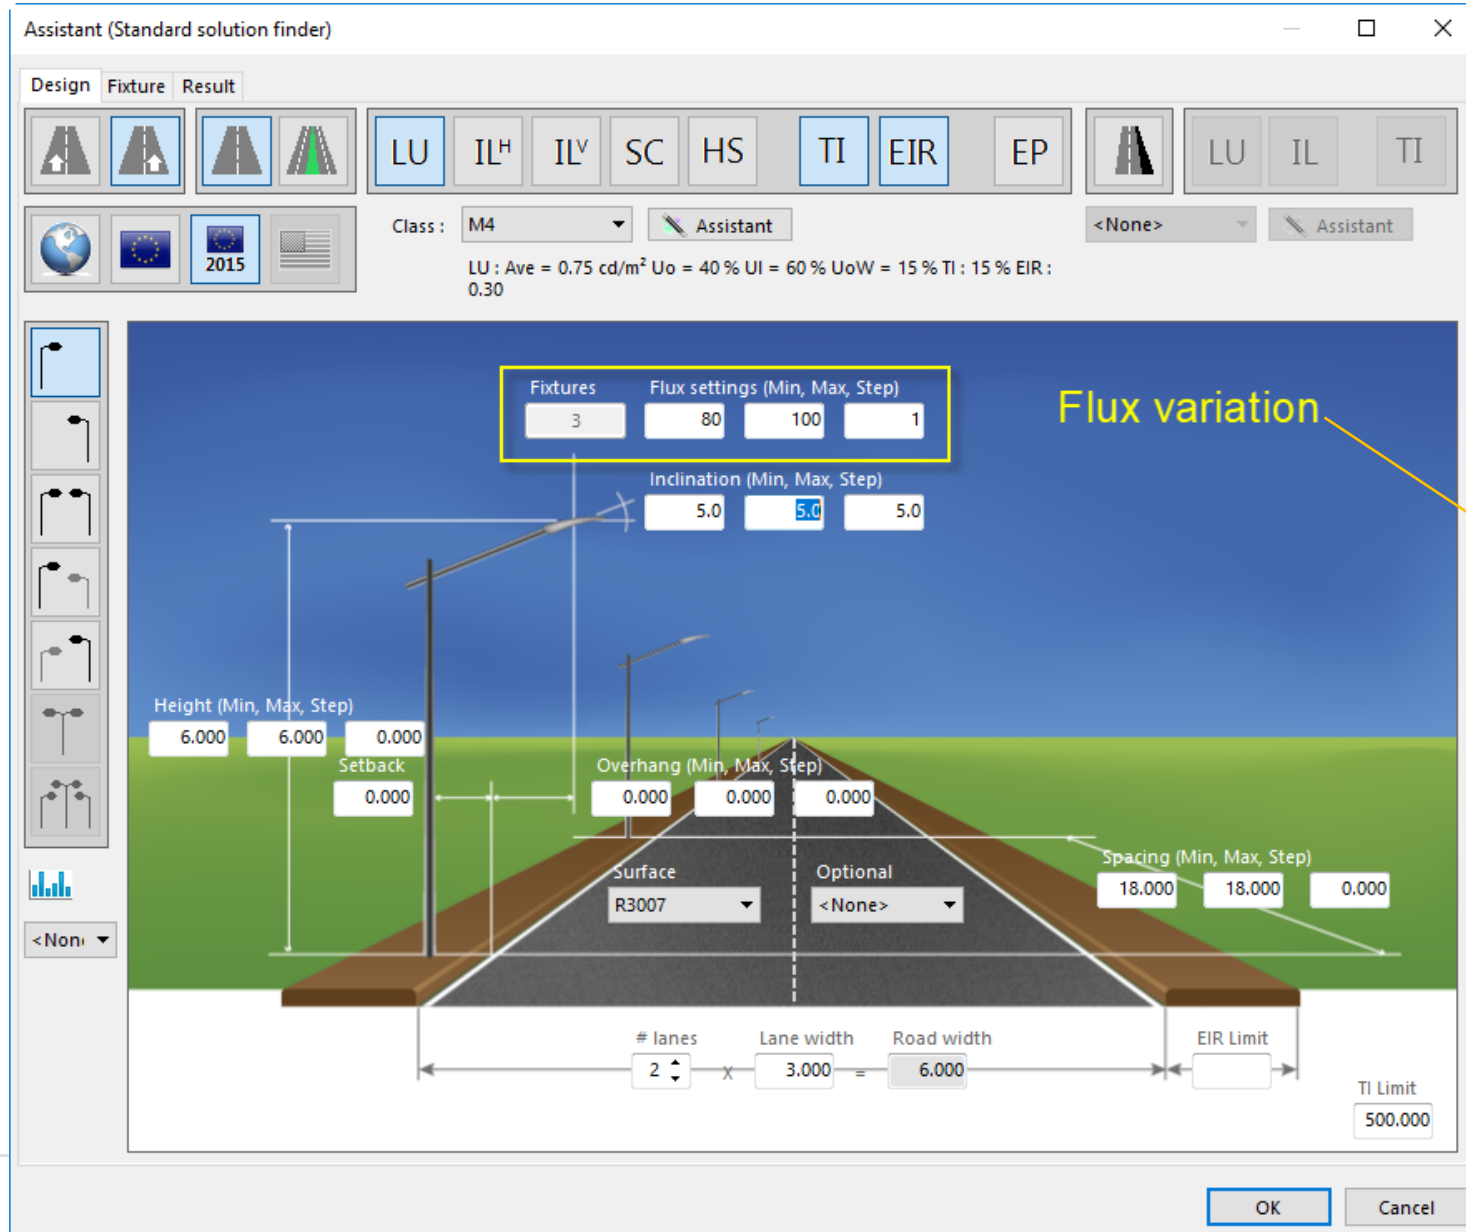 Assistant (Standard solution finder)
Design Fixture Result
LU ILH ILV SC HS TI EIR EP LU IL TI
2015
Class : M4 Assistant <None> Assistant
LU : Ave = 0.75 cd/m² Uo = 40 % UI = 60 % UoW = 15 % TI : 15 % EIR :
0.30
Fixtures Flux settings (Min, Max, Step)
3 80 100 1
Flux variation
Inclination (Min, Max, Step)
5.0 5.0 5.0
Height (Min, Max, Step)
6.000 6.000 0.000
Setback Overhang (Min, Max, Step)
0.000 0.000 0.000 0.000
Spacing (Min, Max, Step)
18.000 18.000 0.000
Surface Optional
R3007 <None>
<Non
# lanes Lane width Road width EIR Limit
2 x 3.000 = 6.000
TI Limit
500.000
OK Cancel